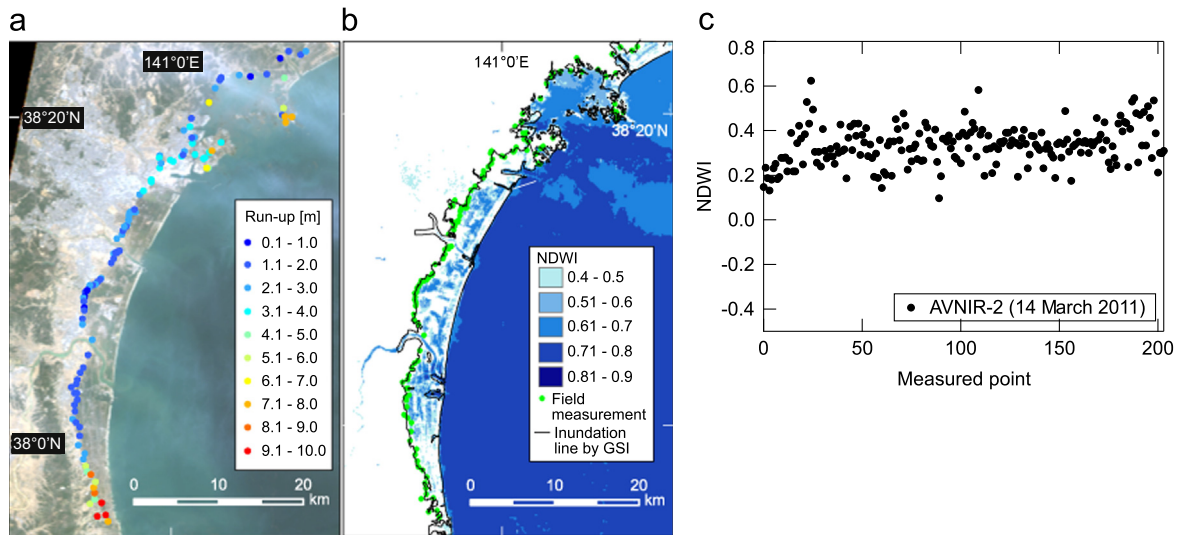 a
141°0'E
38°20'N
38°0'N
Run-up [m]
0.1 - 1.0
1.1 - 2.0
2.1 - 3.0
3.1 - 4.0
4.1 - 5.0
5.1 - 6.0
6.1 - 7.0
7.1 - 8.0
8.1 - 9.0
9.1 - 10.0
0 10 20
km
b
141°0'E
38°20'N
NDWI
0.4 - 0.5
0.51 - 0.6
0.61 - 0.7
0.71 - 0.8
0.81 - 0.9
Field
measurement
Inundation
line by GSI
0 10 20
km
c
NDWI
0.8
0.6
0.4
0.2
0.0
-0.2
-0.4
AVNIR-2 (14 March 2011)
0 50 100 150 200
Measured point